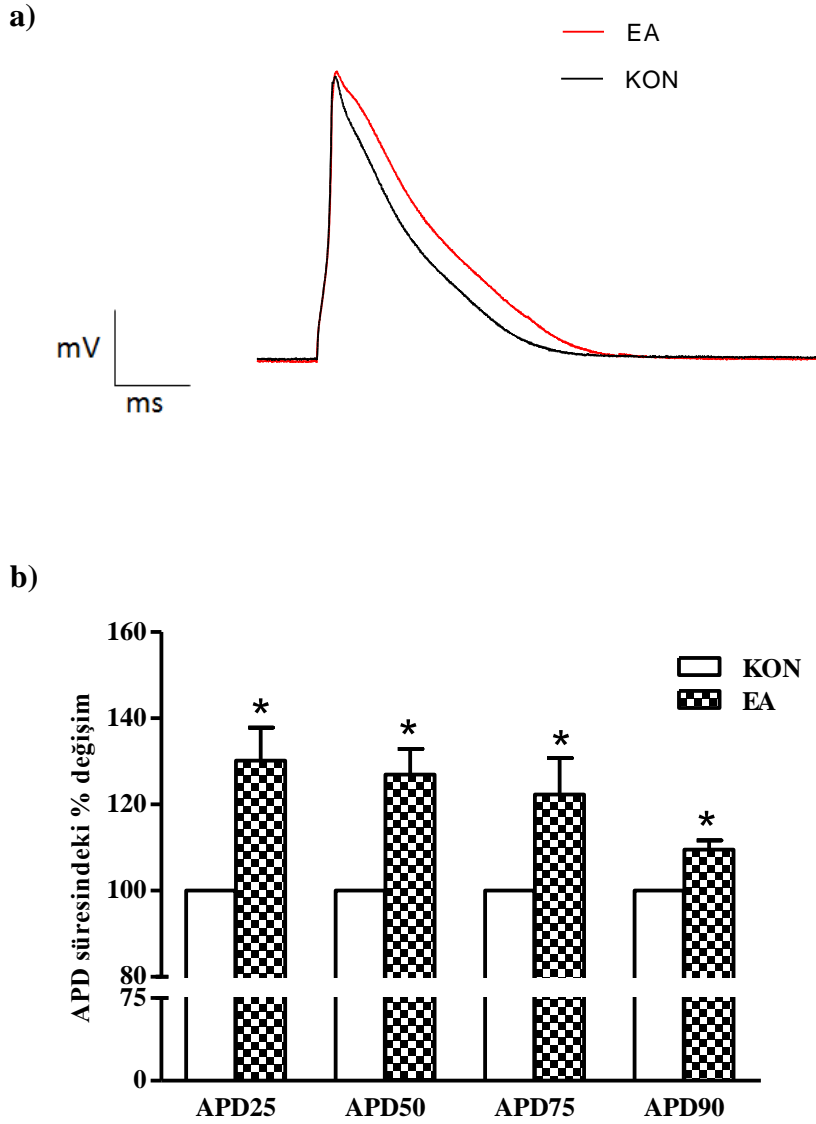 a)
EA
KON
mV
ms
b)
160
140
120
100
80
75
0
APD süresindeki % değişim
KON
EA
* * * *
APD25 APD50 APD75 APD90